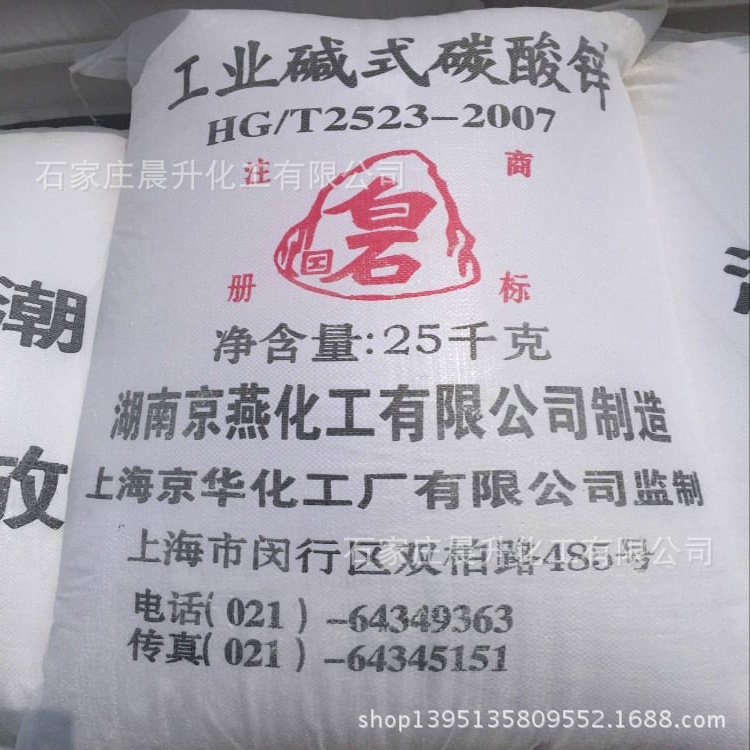 工业碱式碳酸锌
HG/T2523-2007
石家庄晨升化工有限公司
注 商
皇石
国
册 标
净含量:25千克
湖南京燕化工有限公司制造
上海京华化工厂有限公司监制
上海市闵行区双柏路485号
石家庄晨升化工有限公司
电话(021)-64349363
传真(021)-64345151
潮
放
shop1395135809552.1688.com